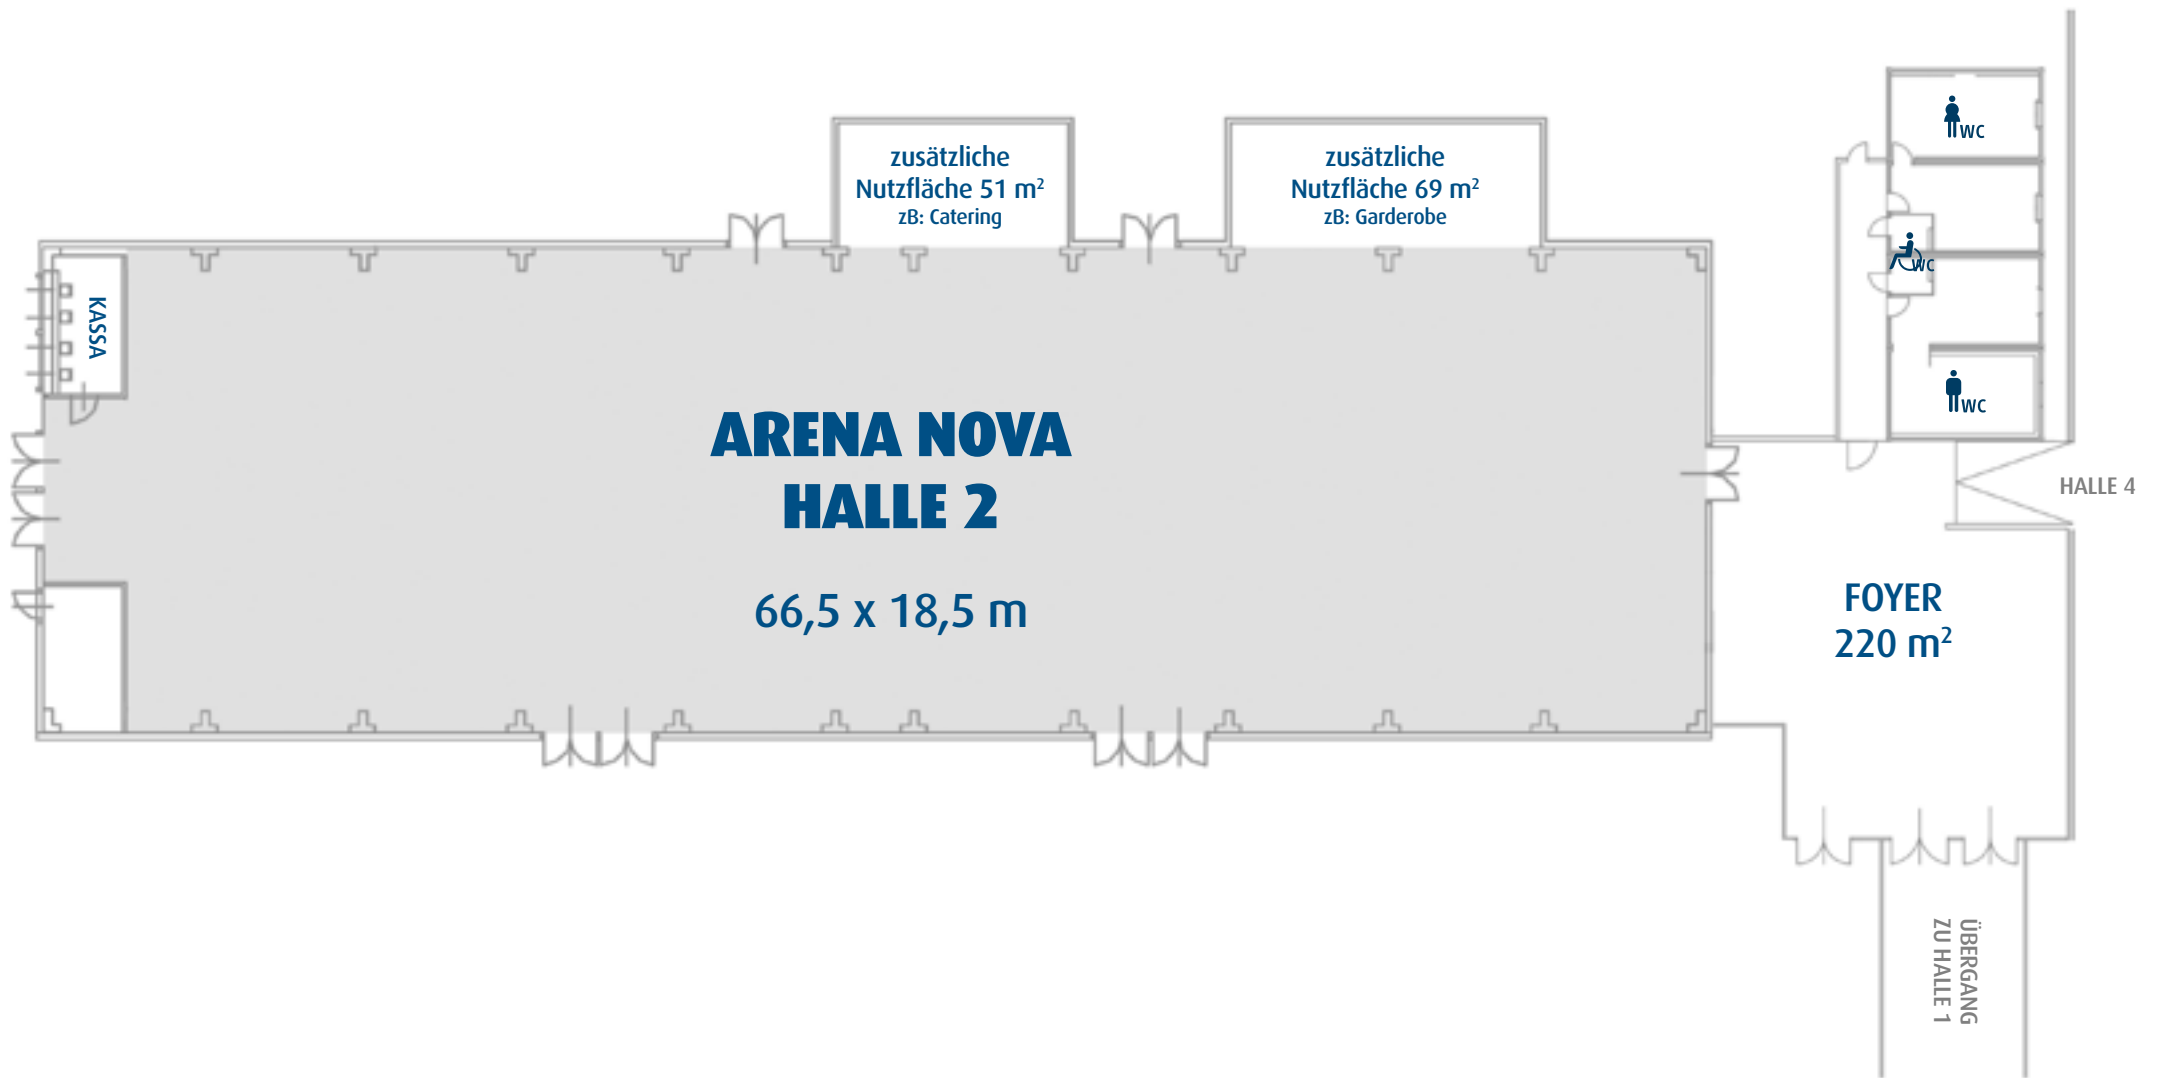 WC
zusätzliche
Nutzfläche 51 m²
zB: Catering
zusätzliche
Nutzfläche 69 m²
zB: Garderobe
WC
KASSA
WC
ARENA NOVA
HALLE 2
66,5 x 18,5 m
HALLE 4
FOYER
220 m²
ÜBERGANG
ZU HALLE 1